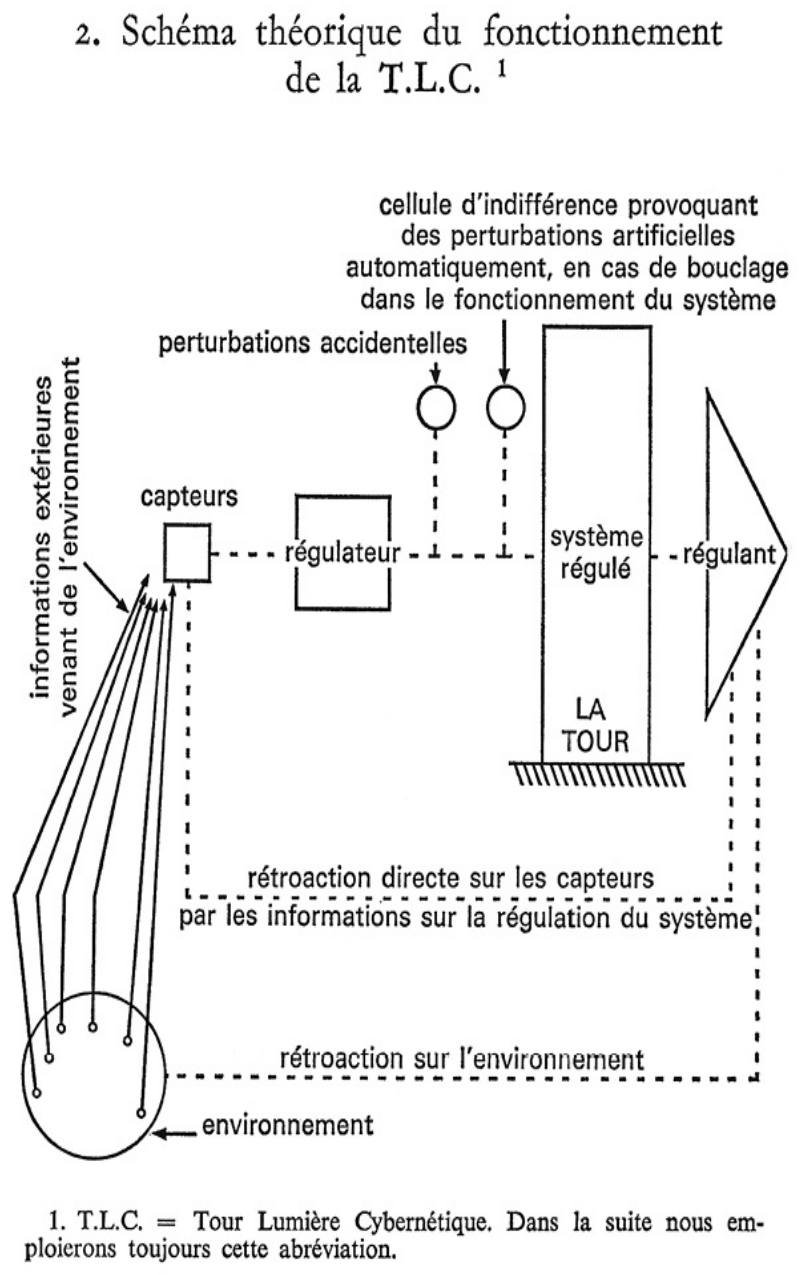 2. Schéma théorique du fonctionnement
de la T.L.C. 1
cellule d'indifférence provoquant
des perturbations artificielles
automatiquement, en cas de bouclage
dans le fonctionnement du système
perturbations accidentelles
informations extérieures
venant de l'environnement
capteurs
régulateur
système
régulé
régulant
LA
TOUR
rétroaction directe sur les capteurs
par les informations sur la régulation du système
rétroaction sur l'environnement
environnement
1. T.L.C. = Tour Lumière Cybernétique. Dans la suite nous em-
ploierons toujours cette abréviation.